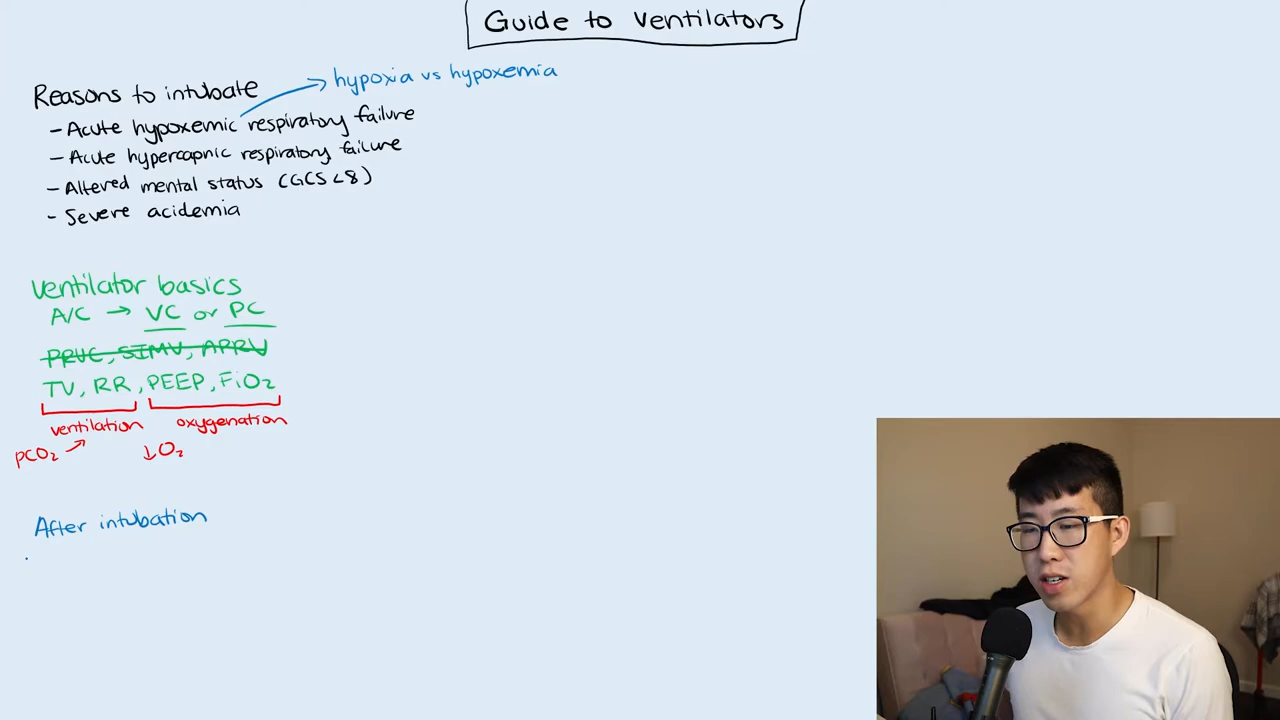 Guide to Ventilators
Reasons to intubate
hypoxia vs hypoxemia
- Acute hypoxemic respiratory failure
- Acute hypercapnic respiratory failure
- Altered mental status (GCS < 8)
- Severe acidemia
Ventilator basics
A/C → VC or PC
PRVC, SIMV, APRV
TV, RR, PEEP, FiO2
ventilation oxygenation
pCO2 ↓O2
After intubation